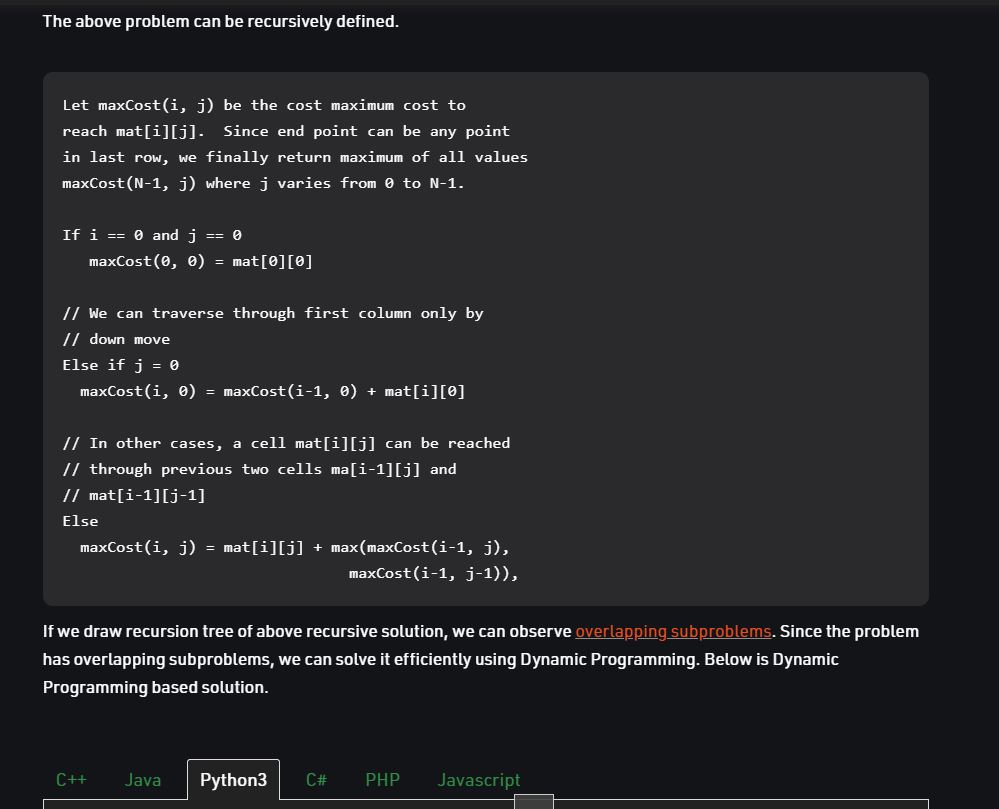 The above problem can be recursively defined.
Let maxCost(i, j) be the cost maximum cost to
reach mat[i][j].  Since end point can be any point
in last row, we finally return maximum of all values
maxCost(N-1, j) where j varies from 0 to N-1.
If i == 0 and j == 0
   maxCost(0, 0) = mat[0][0]
// We can traverse through first column only by
// down move
Else if j = 0
  maxCost(i, 0) = maxCost(i-1, 0) + mat[i][0]
// In other cases, a cell mat[i][j] can be reached
// through previous two cells ma[i-1][j] and
// mat[i-1][j-1]
Else
  maxCost(i, j) = mat[i][j] + max(maxCost(i-1, j),
                                maxCost(i-1, j-1)),
If we draw recursion tree of above recursive solution, we can observe overlapping subproblems. Since the problem
has overlapping subproblems, we can solve it efficiently using Dynamic Programming. Below is Dynamic
Programming based solution.
C++ Java Python3 C# PHP Javascript